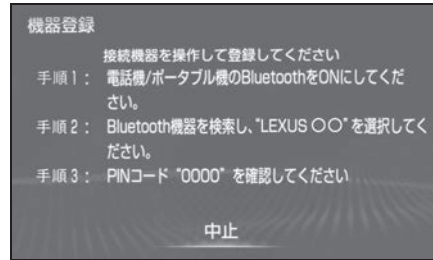 機器登録
接続機器を操作して登録してください
手順1： 電話機/ポータブル機のBluetoothをONにしてくだ
さい。
手順2： Bluetooth機器を検索し、"LEXUS ○○"を選択してく
ださい。
手順3： PINコード "0000" を確認してください
中止